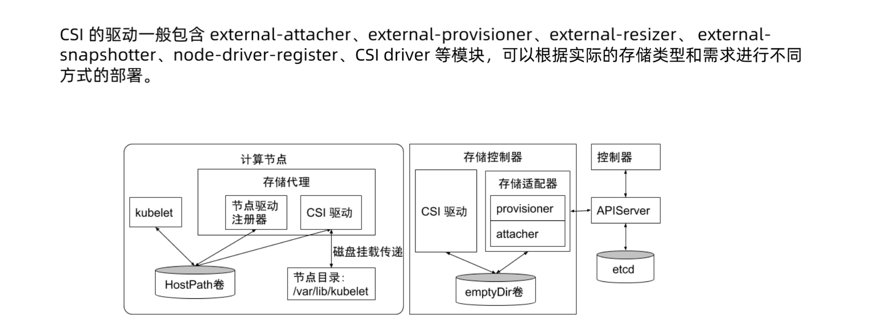 CSI 的驱动一般包含 external-attacher、external-provisioner、external-resizer、 external-
snapshotter、node-driver-register、CSI driver 等模块，可以根据实际的存储类型和需求进行不同
方式的部署。
计算节点
存储代理
kubelet
节点驱动
注册器
CSI 驱动
磁盘挂载传递
HostPath卷
节点目录：
/var/lib/kubelet
存储控制器
CSI 驱动
存储适配器
provisioner
attacher
emptyDir卷
控制器
APIServer
etcd